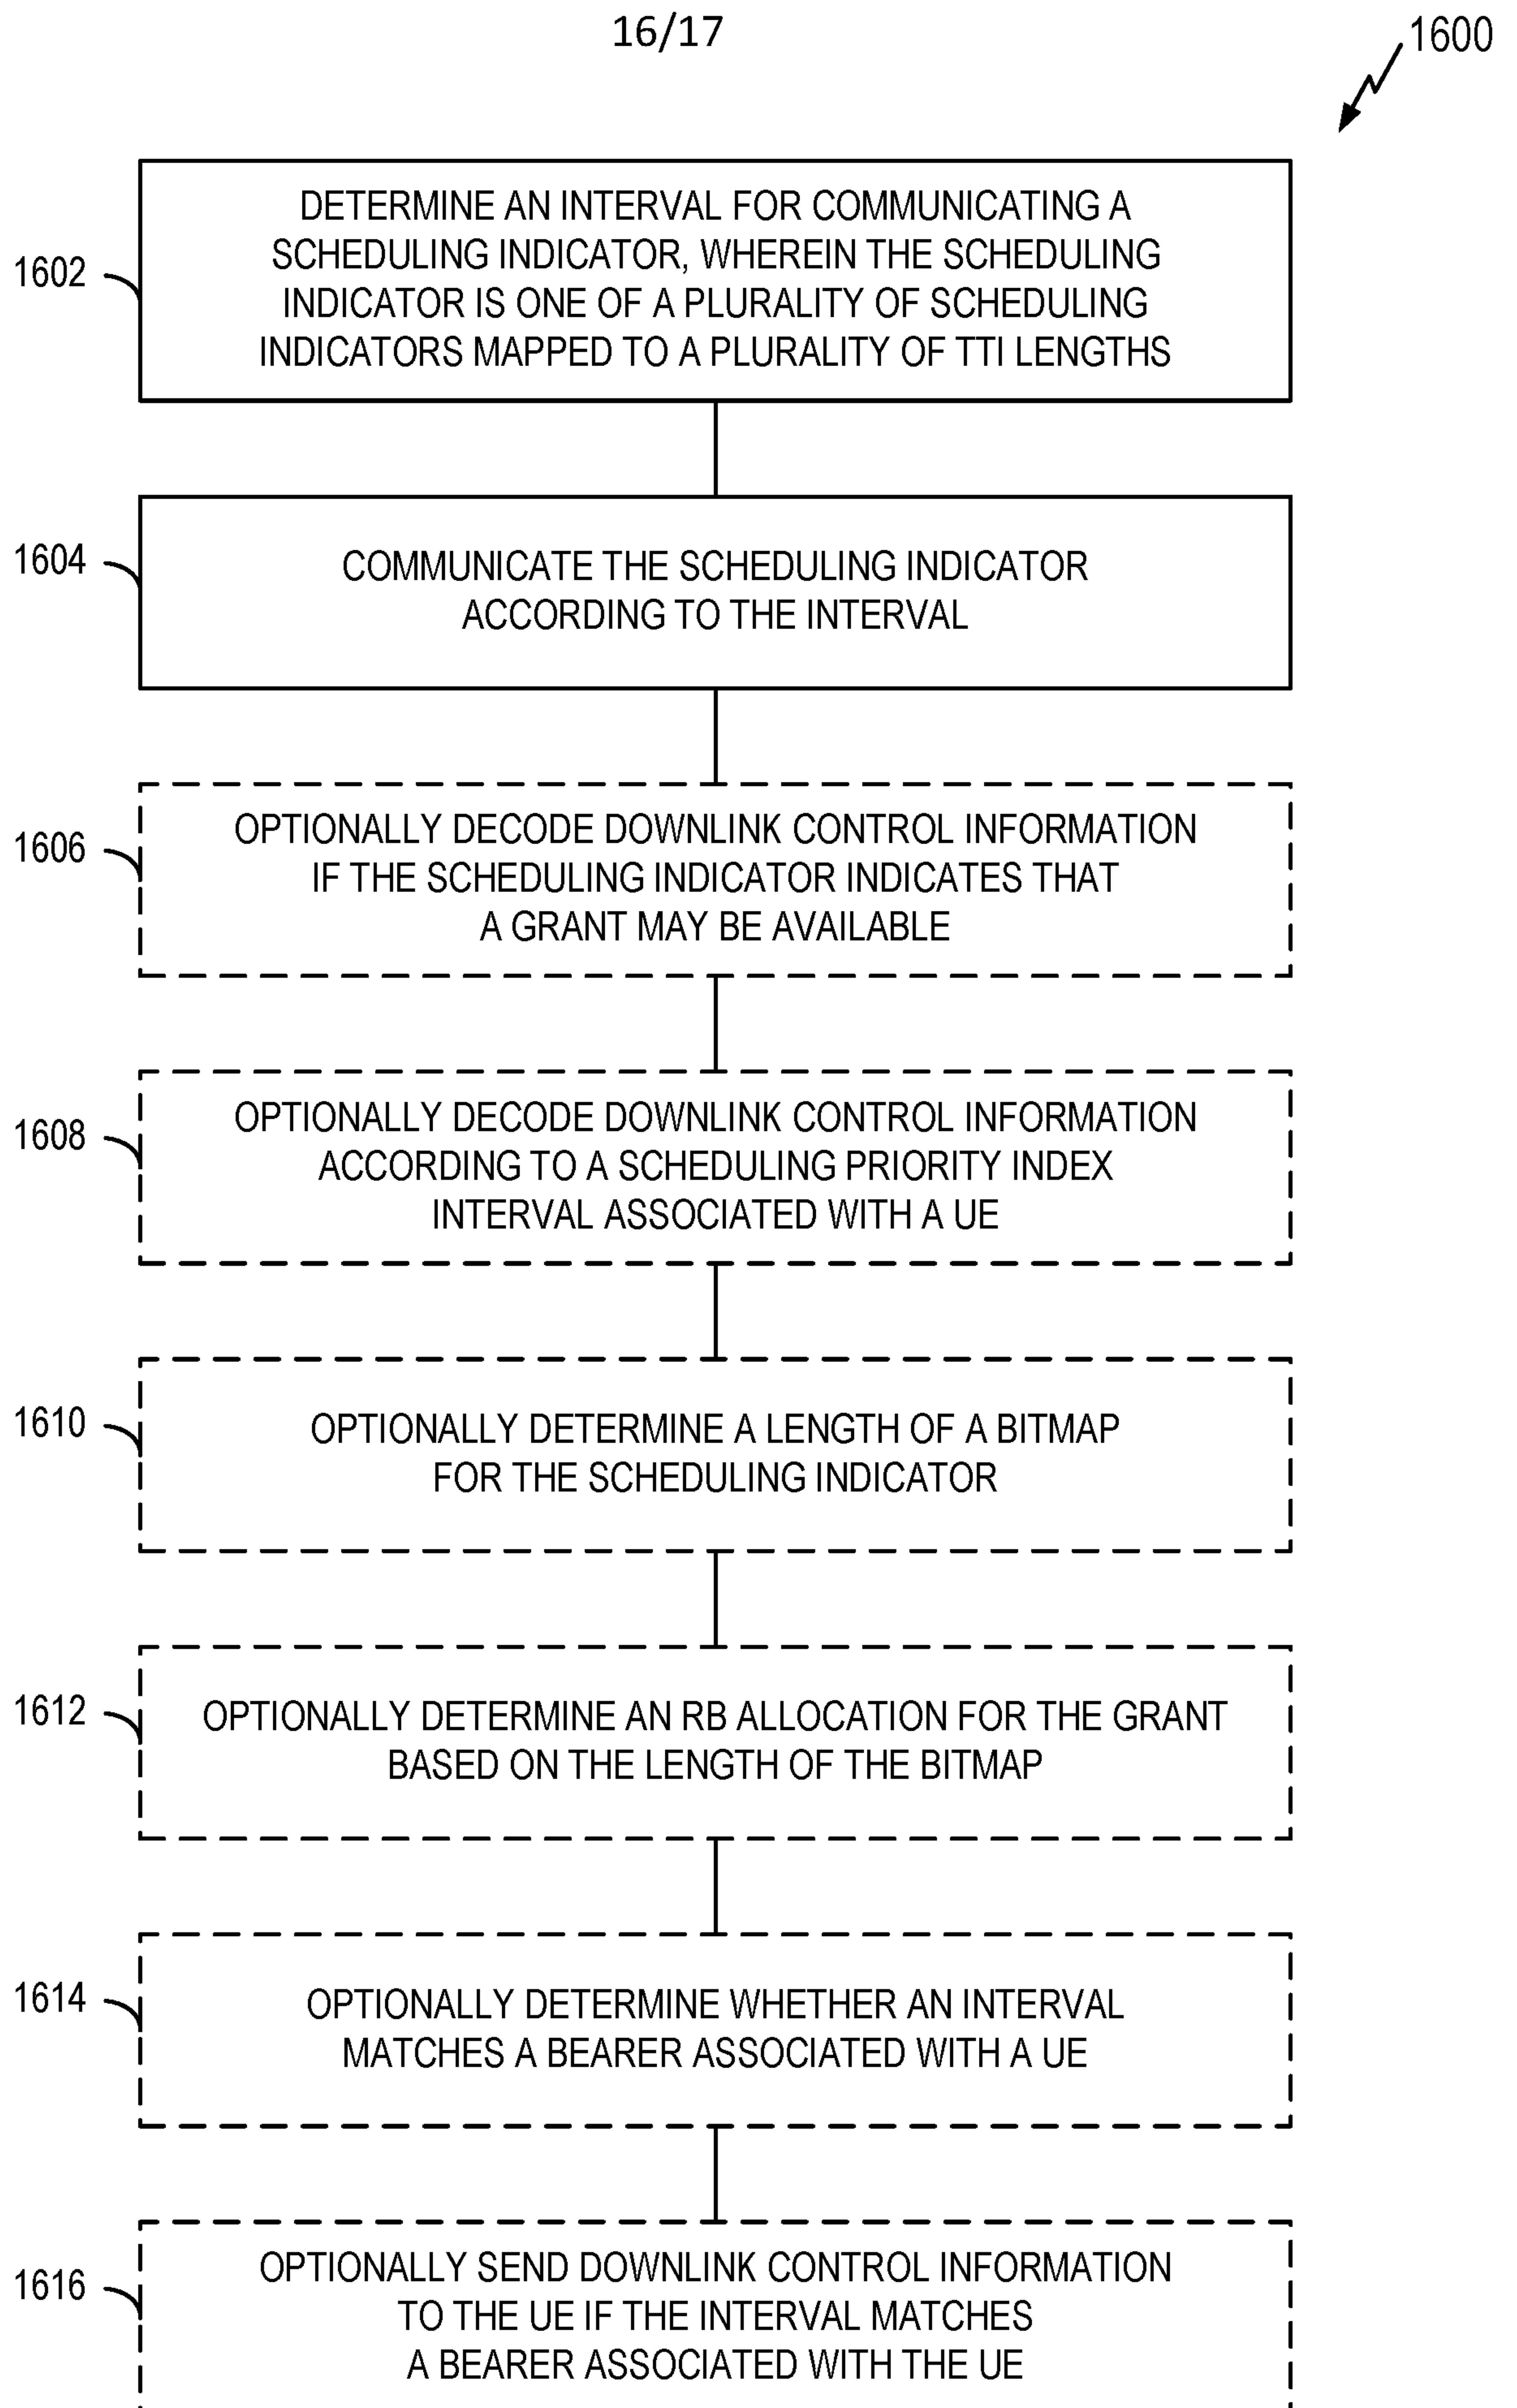 16/17
1600
1602
DETERMINE AN INTERVAL FOR COMMUNICATING A
SCHEDULING INDICATOR, WHEREIN THE SCHEDULING
INDICATOR IS ONE OF A PLURALITY OF SCHEDULING
INDICATORS MAPPED TO A PLURALITY OF TTI LENGTHS
1604
COMMUNICATE THE SCHEDULING INDICATOR
ACCORDING TO THE INTERVAL
1606
OPTIONALLY DECODE DOWNLINK CONTROL INFORMATION
IF THE SCHEDULING INDICATOR INDICATES THAT
A GRANT MAY BE AVAILABLE
1608
OPTIONALLY DECODE DOWNLINK CONTROL INFORMATION
ACCORDING TO A SCHEDULING PRIORITY INDEX
INTERVAL ASSOCIATED WITH A UE
1610
OPTIONALLY DETERMINE A LENGTH OF A BITMAP
FOR THE SCHEDULING INDICATOR
1612
OPTIONALLY DETERMINE AN RB ALLOCATION FOR THE GRANT
BASED ON THE LENGTH OF THE BITMAP
1614
OPTIONALLY DETERMINE WHETHER AN INTERVAL
MATCHES A BEARER ASSOCIATED WITH A UE
1616
OPTIONALLY SEND DOWNLINK CONTROL INFORMATION
TO THE UE IF THE INTERVAL MATCHES
A BEARER ASSOCIATED WITH THE UE